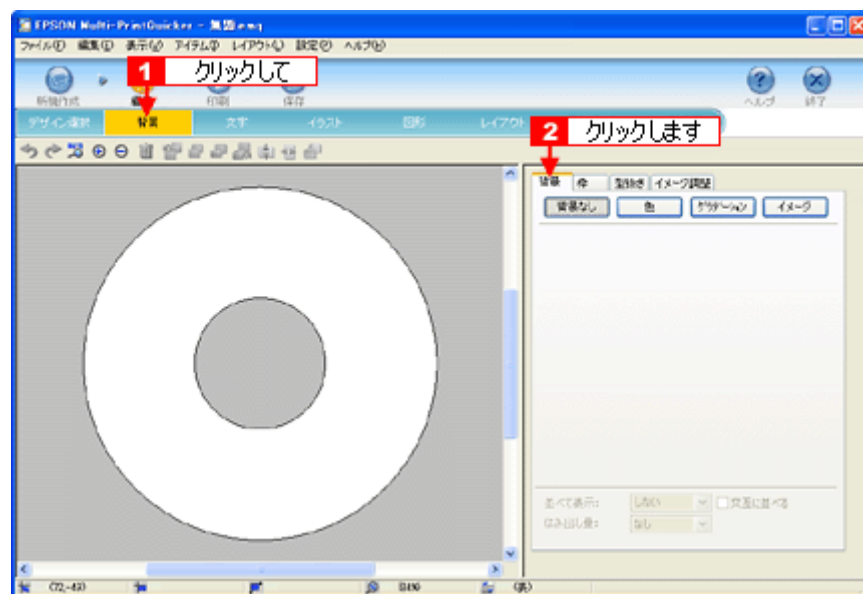 EPSON Multi-PrintQuicker - 無題.emq
ファイル(F) 編集(E) 表示(V) アイテム(I) レイアウト(L) 設定(O) ヘルプ(H)
1 クリックして
新規作成 印刷 保存 ヘルプ 終了
デザイン選択 背景 文字 イラスト 図形 レイアウト
2 クリックします
背景 枠 型抜き イメージ調整
背景なし 色 グラデーション イメージ
並べて表示: しない 交互に並べる
はみ出し量: なし
(表)